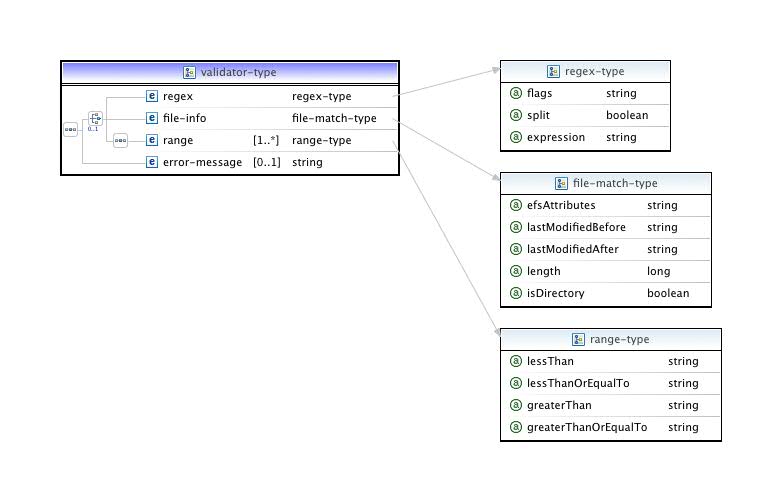 validator-type
regex regex-type
file-info file-match-type
0..1
range [1..*] range-type
error-message [0..1] string
regex-type
flags string
split boolean
expression string
file-match-type
efsAttributes string
lastModifiedBefore string
lastModifiedAfter string
length long
isDirectory boolean
range-type
lessThan string
lessThanOrEqualTo string
greaterThan string
greaterThanOrEqualTo string